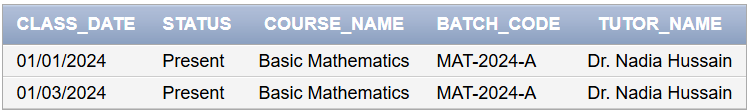 CLASS_DATE STATUS COURSE_NAME BATCH_CODE TUTOR_NAME
01/01/2024 Present Basic Mathematics MAT-2024-A Dr. Nadia Hussain
01/03/2024 Present Basic Mathematics MAT-2024-A Dr. Nadia Hussain